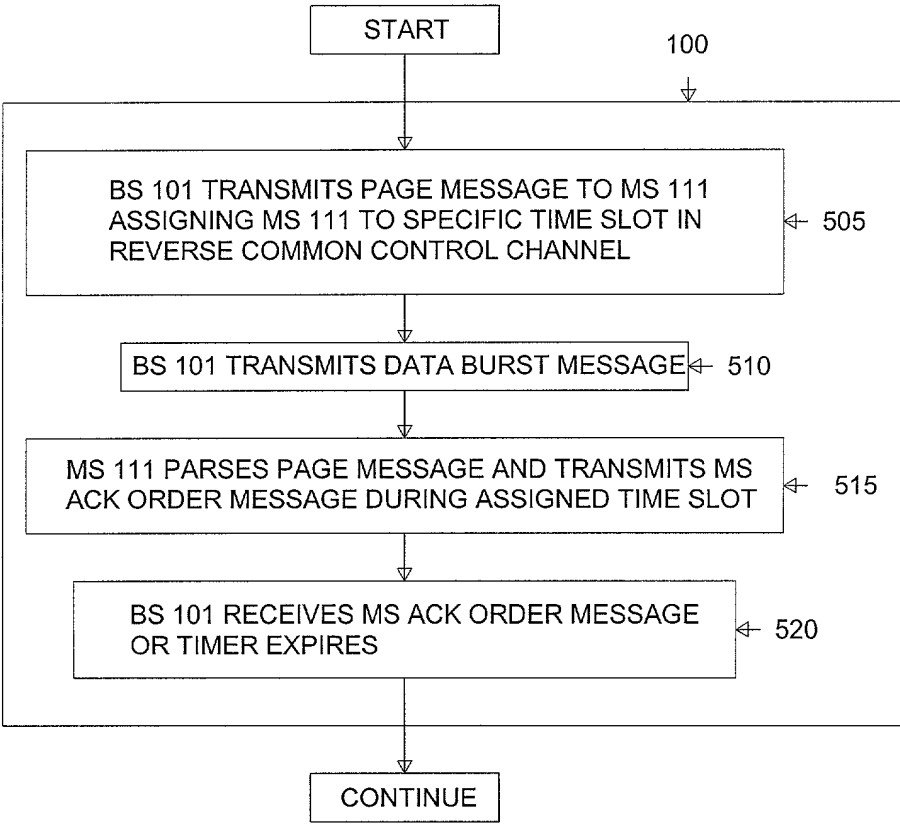 START
100
BS 101 TRANSMITS PAGE MESSAGE TO MS 111
ASSIGNING MS 111 TO SPECIFIC TIME SLOT IN
REVERSE COMMON CONTROL CHANNEL
505
BS 101 TRANSMITS DATA BURST MESSAGE
510
MS 111 PARSES PAGE MESSAGE AND TRANSMITS MS
ACK ORDER MESSAGE DURING ASSIGNED TIME SLOT
515
BS 101 RECEIVES MS ACK ORDER MESSAGE
OR TIMER EXPIRES
520
CONTINUE